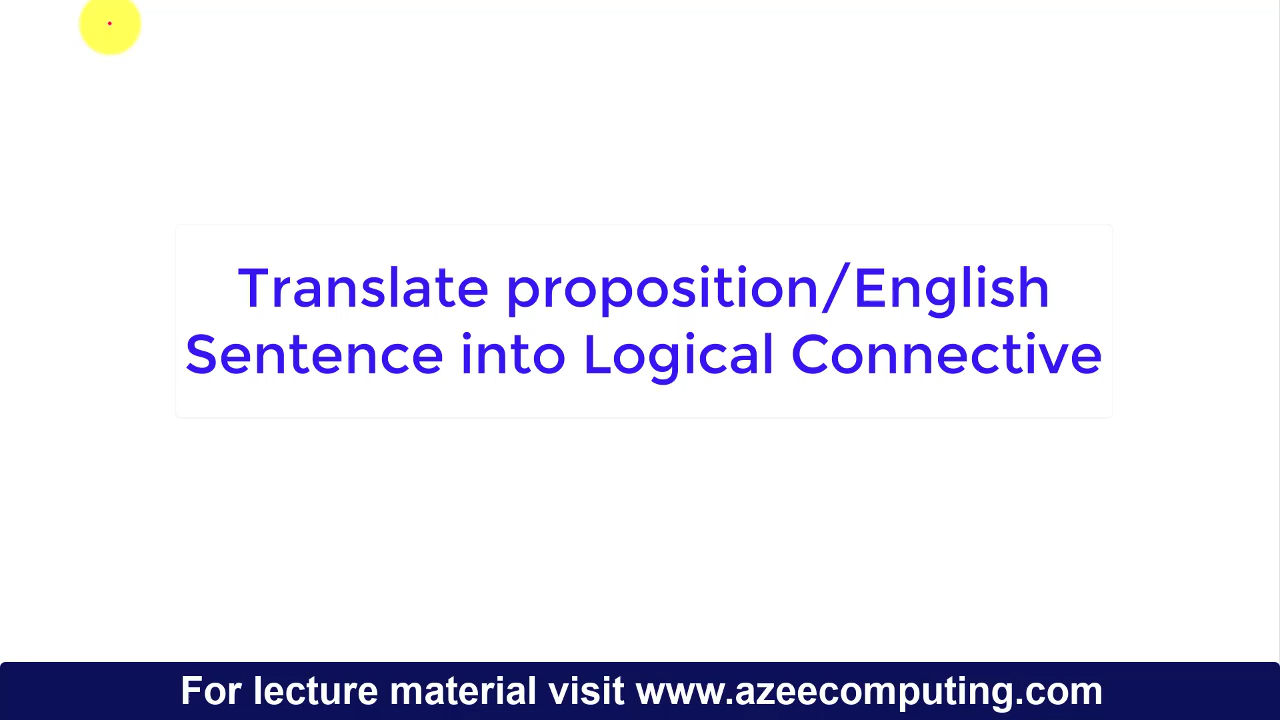 Translate proposition/English
Sentence into Logical Connective
For lecture material visit www.azeecomputing.com